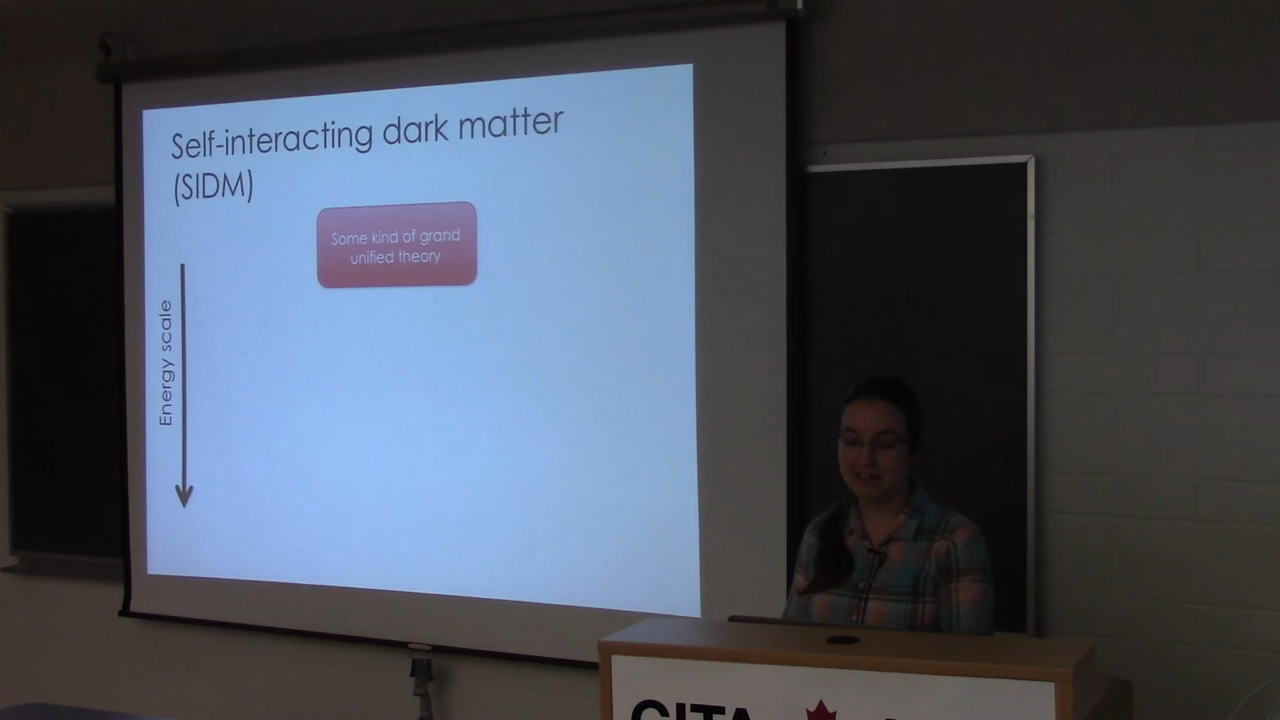 Self-interacting dark matter
(SIDM)
Some kind of grand
unified theory
Energy scale
CITA